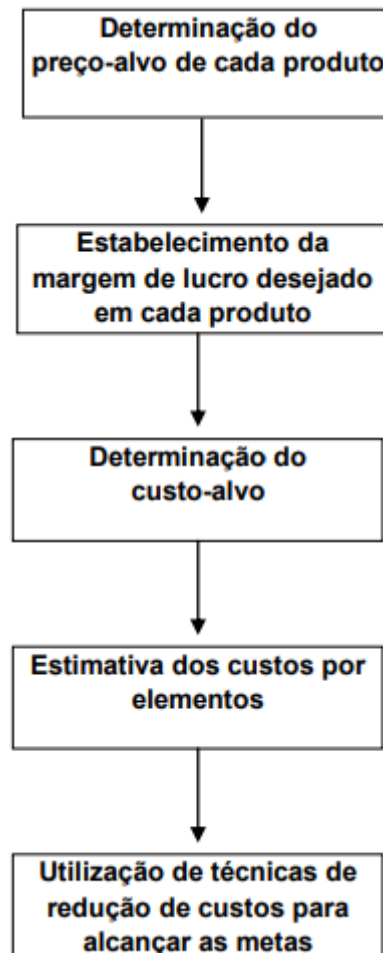 Determinação do
preço-alvo de cada produto
Estabelecimento da
margem de lucro desejado
em cada produto
Determinação do
custo-alvo
Estimativa dos custos por
elementos
Utilização de técnicas de
redução de custos para
alcançar as metas